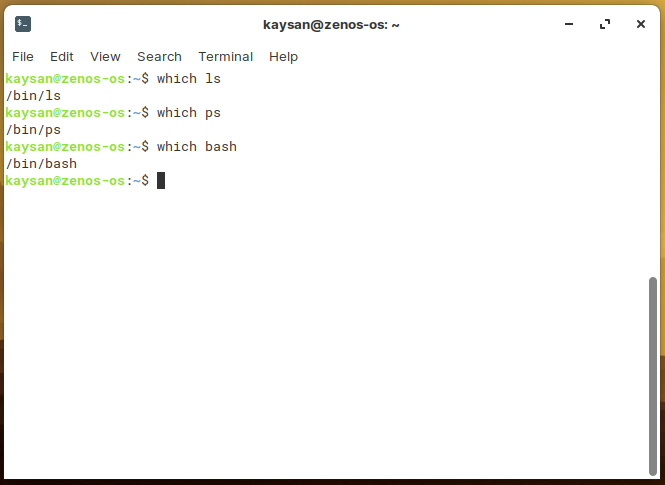 kaysan@zenos-os: ~
File Edit View Search Terminal Help
kaysan@zenos-os:~$ which ls
/bin/ls
kaysan@zenos-os:~$ which ps
/bin/ps
kaysan@zenos-os:~$ which bash
/bin/bash
kaysan@zenos-os:~$